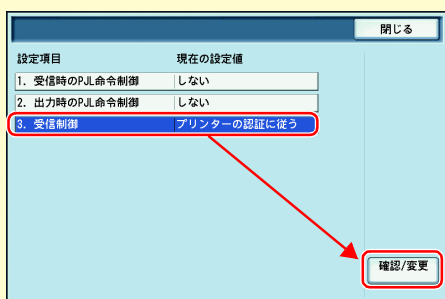 閉じる
設定項目 現在の設定値
1. 受信時のPJL命令制御 しない
2. 出力時のPJL命令制御 しない
3. 受信制御 プリンターの認証に従う
確認/変更